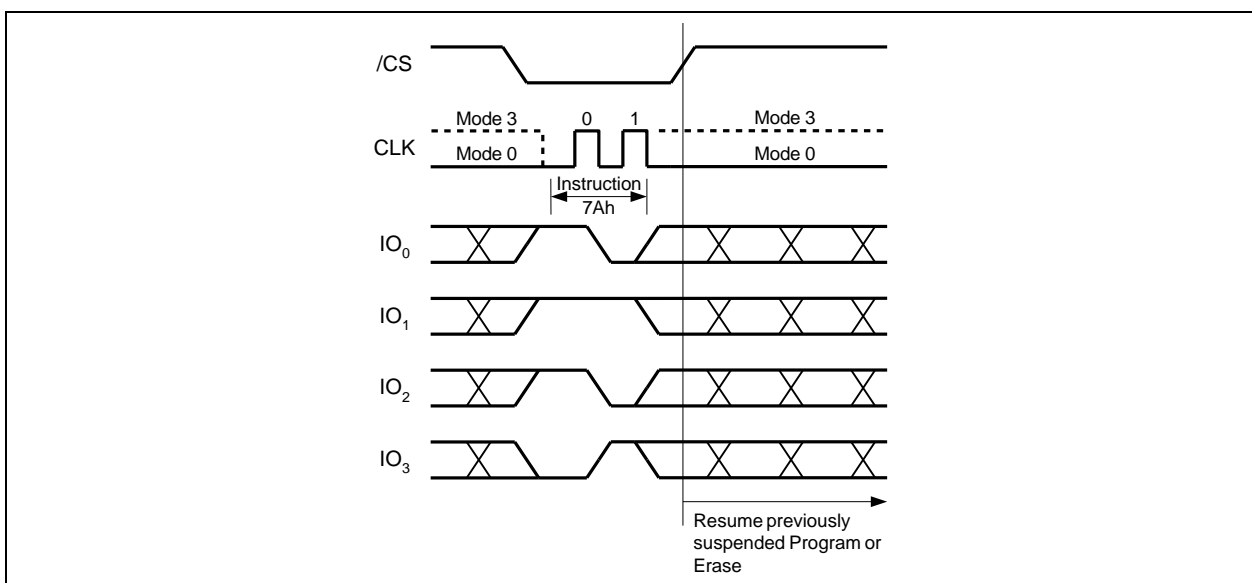 /CS
Mode 3 0 1 Mode 3
CLK
Mode 0 Mode 0
Instruction
7Ah
IO0
IO1
IO2
IO3
Resume previously
suspended Program or
Erase